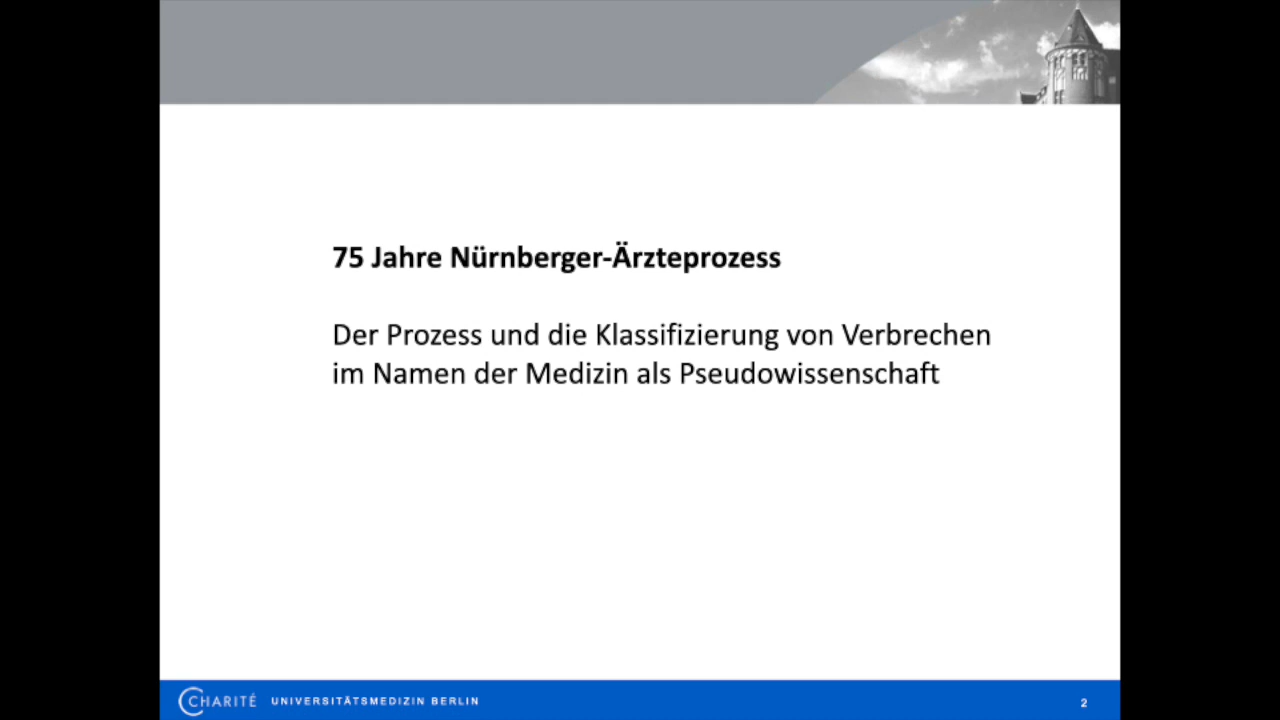 75 Jahre Nürnberger-Ärzteprozess
Der Prozess und die Klassifizierung von Verbrechen
im Namen der Medizin als Pseudowissenschaft
CHARITÉ UNIVERSITÄTSMEDIZIN BERLIN
2